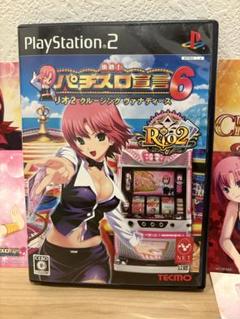 PlayStation 2
楽勝！
パチスロ宣言6
リオ2 クルージング ヴァナディース
Rio2
CERO
NET
TECMO